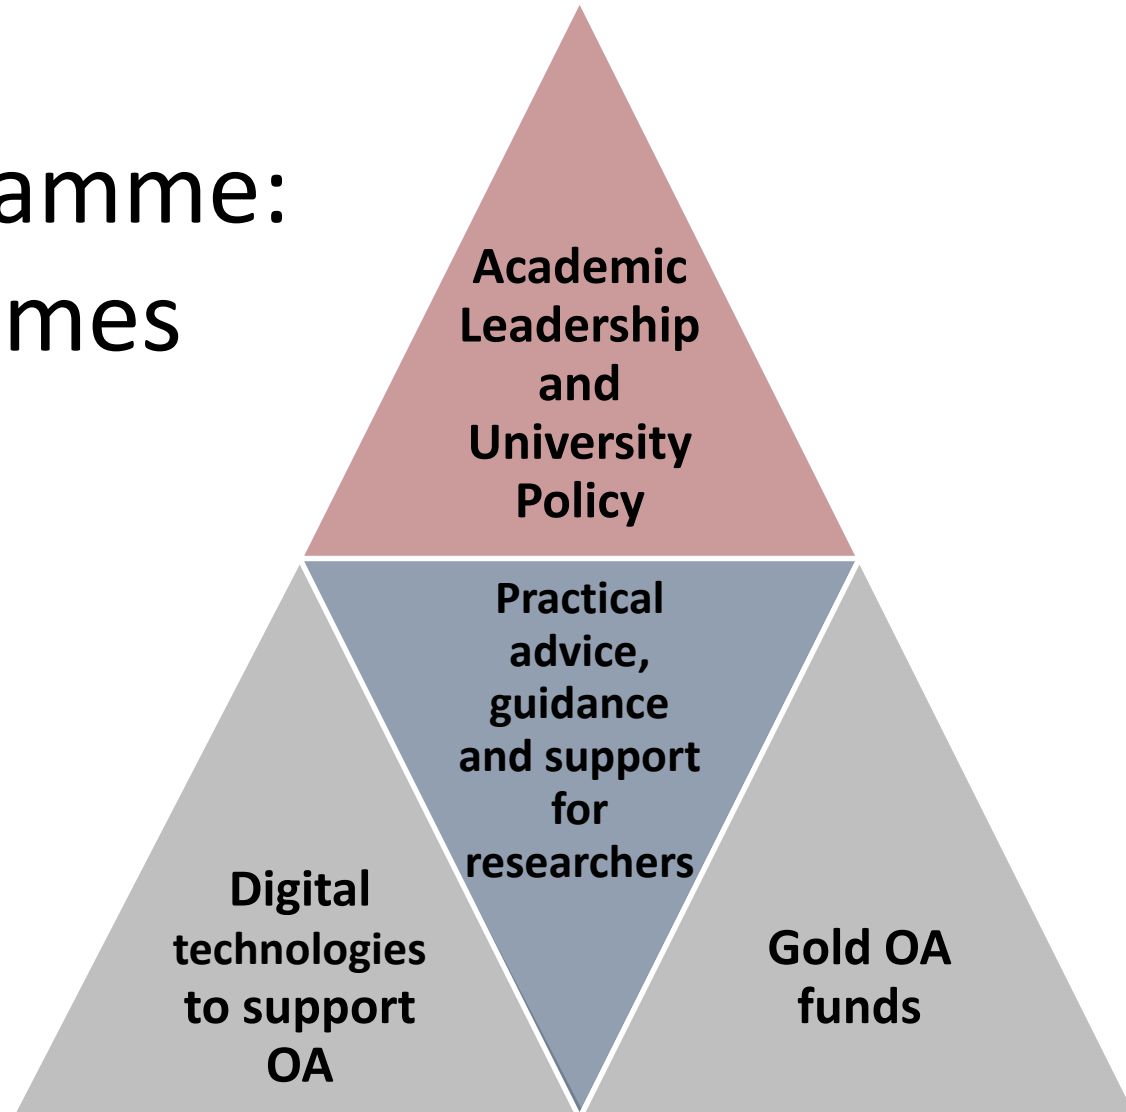 amme:
mes
Academic
Leadership
and
University
Policy
Practical
advice,
guidance
and support
for
researchers
Digital
technologies
to support
OA
Gold OA
funds